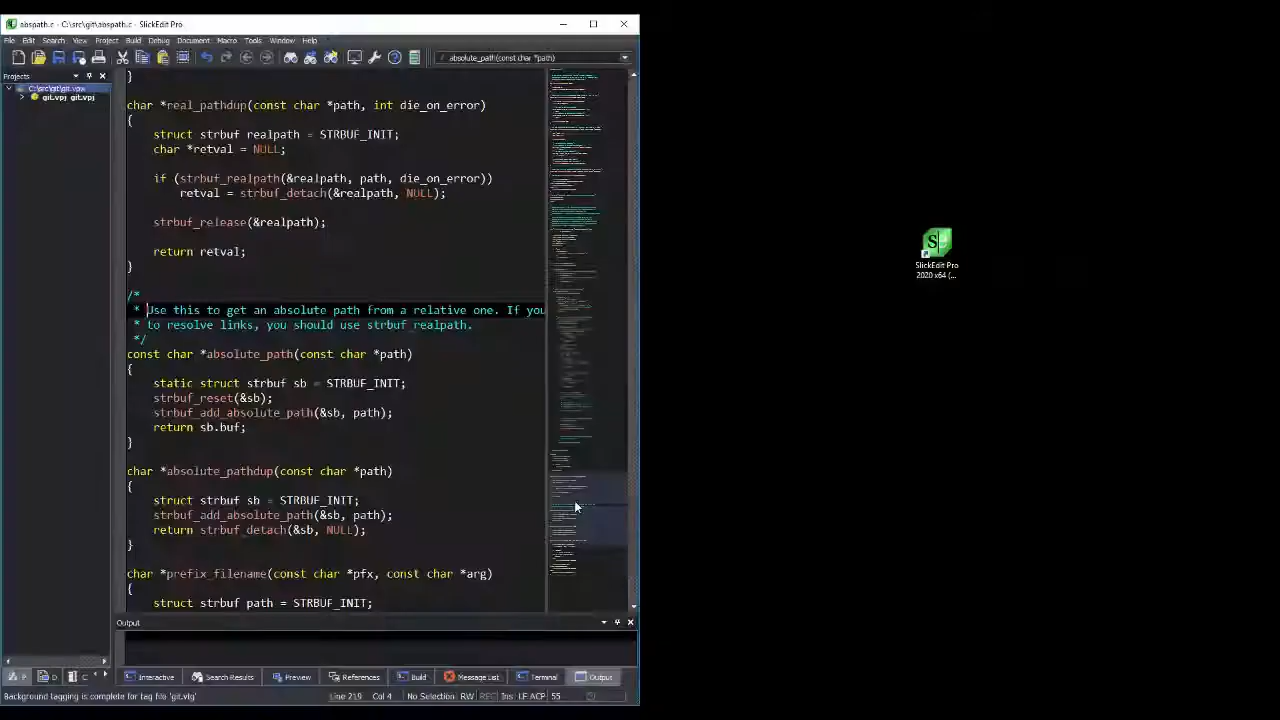 abspath.c - C:\src\git\abspath.c - SlickEdit Pro
File Edit Search View Project Build Debug Document Macro Tools Window Help
absolute_path(const char *path)
Projects
C:\src\git\git.vpw
git.vpj git.vpj
}
char *real_pathdup(const char *path, int die_on_error)
{
struct strbuf realpath = STRBUF_INIT;
char *retval = NULL;
if (strbuf_realpath(&realpath, path, die_on_error))
retval = strbuf_detach(&realpath, NULL);
strbuf_release(&realpath);
return retval;
}
/*
* Use this to get an absolute path from a relative one. If you
* to resolve links, you should use strbuf_realpath.
*/
const char *absolute_path(const char *path)
{
static struct strbuf sb = STRBUF_INIT;
strbuf_reset(&sb);
strbuf_add_absolute_path(&sb, path);
return sb.buf;
}
char *absolute_pathdup(const char *path)
{
struct strbuf sb = STRBUF_INIT;
strbuf_add_absolute_path(&sb, path);
return strbuf_detach(&sb, NULL);
}
char *prefix_filename(const char *pfx, const char *arg)
{
struct strbuf path = STRBUF_INIT;
Output
P D C
Interactive Search Results Preview References Build Message List Terminal Output
Background tagging is complete for tag file 'git.vtg' Line 219 Col 4 No Selection RW REC Ins LF ACP 55
SlickEdit Pro
2020 x64 (...